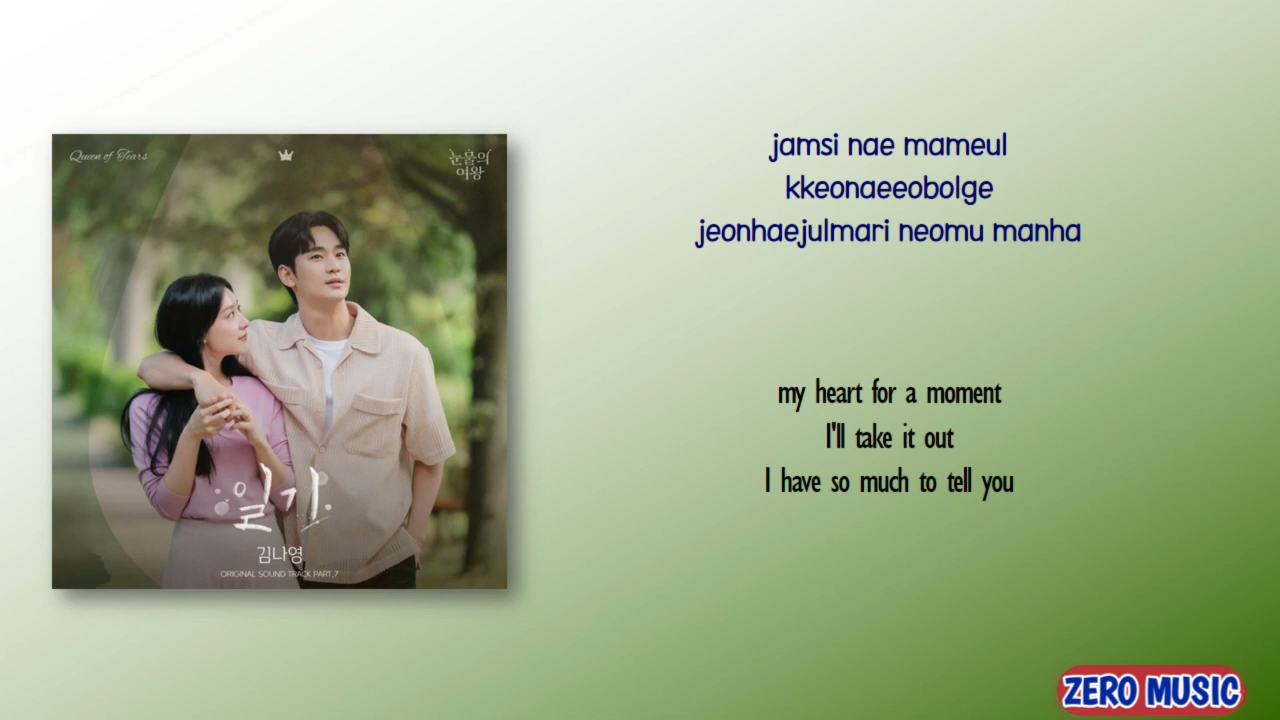 Queen of Tears
눈물의
여왕
일기
김나영
ORIGINAL SOUND TRACK PART.7
jamsi nae mameul
kkeonaeeobolge
jeonhaejulmari neomu manha
my heart for a moment
I'll take it out
I have so much to tell you
ZERO MUSIC